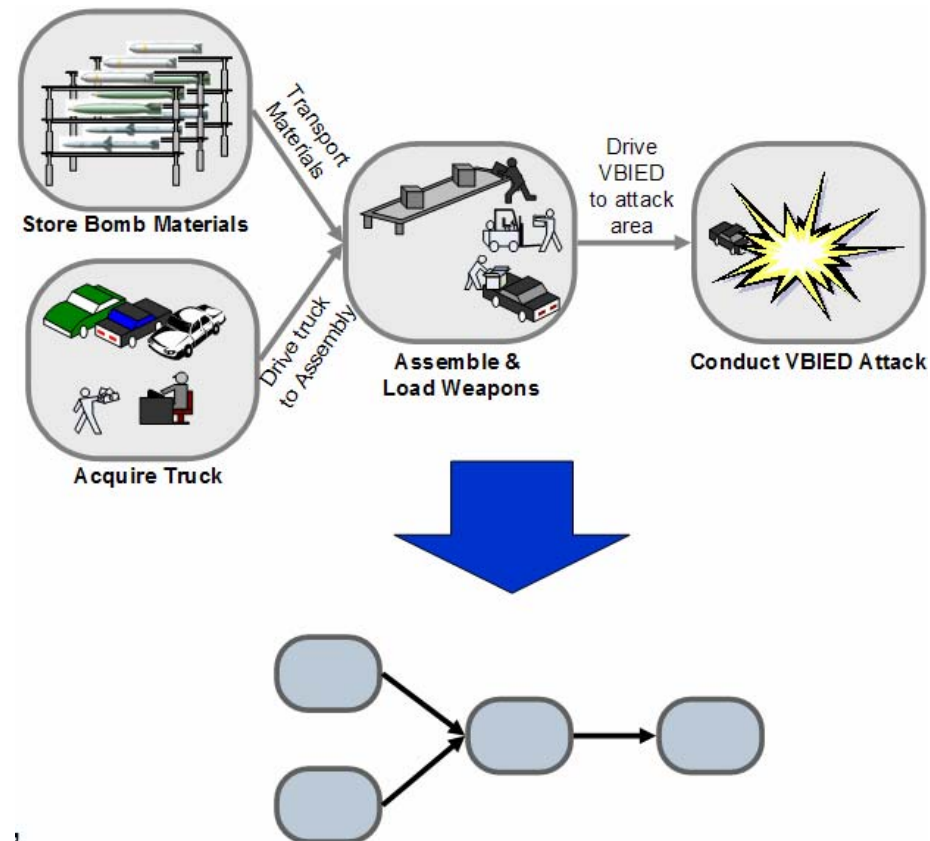 Store Bomb Materials
Transport
Materials
Acquire Truck
Drive truck
to Assembly
Assemble &
Load Weapons
Drive
VBIED
to attack
area
Conduct VBIED Attack
,